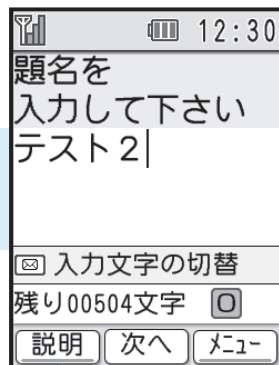 12:30
題名を
入力して下さい
テスト2
入力文字の切替
残り00504文字 O
説明 次へ メニュー